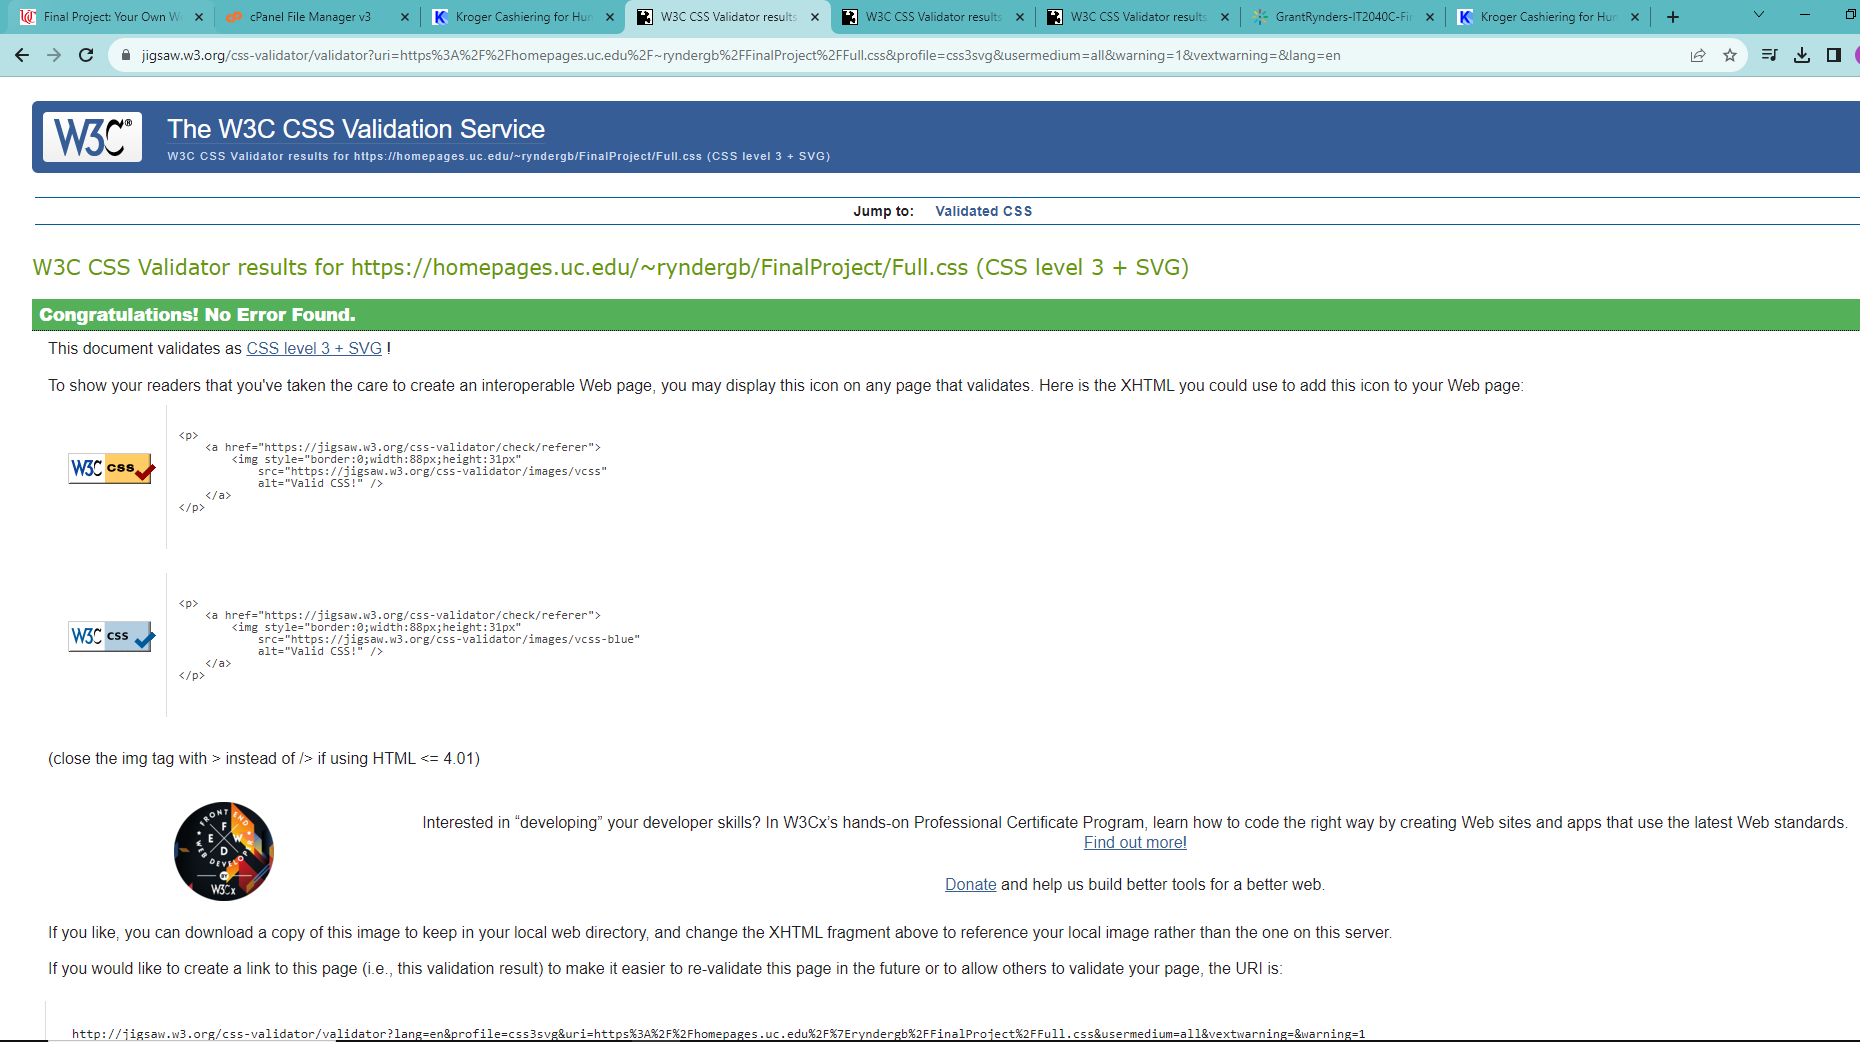 Final Project: Your Own W
cPanel File Manager v3
Kroger Cashiering for Hun
W3C CSS Validator results
W3C CSS Validator results
W3C CSS Validator results
GrantRynders-IT2040C-Fin
Kroger Cashiering for Hun
jigsaw.w3.org/css-validator/validator?uri=https%3A%2F%2Fhomepages.uc.edu%2F~ryndergb%2FFinalProject%2FFull.css&profile=css3svg&usermedium=all&warning=1&vextwarning=&lang=en
W3C® The W3C CSS Validation Service
W3C CSS Validator results for https://homepages.uc.edu/~ryndergb/FinalProject/Full.css (CSS level 3 + SVG)
Jump to: Validated CSS
W3C CSS Validator results for https://homepages.uc.edu/~ryndergb/FinalProject/Full.css (CSS level 3 + SVG)
Congratulations! No Error Found.
This document validates as CSS level 3 + SVG !
To show your readers that you've taken the care to create an interoperable Web page, you may display this icon on any page that validates. Here is the XHTML you could use to add this icon to your Web page:
W3C css
<p>
<a href="https://jigsaw.w3.org/css-validator/check/referer">
<img style="border:0;width:88px;height:31px"
src="https://jigsaw.w3.org/css-validator/images/vcss"
alt="Valid CSS!" />
</a>
</p>
W3C css
<p>
<a href="https://jigsaw.w3.org/css-validator/check/referer">
<img style="border:0;width:88px;height:31px"
src="https://jigsaw.w3.org/css-validator/images/vcss-blue"
alt="Valid CSS!" />
</a>
</p>
(close the img tag with > instead of /> if using HTML <= 4.01)
FRONT END
F E W D
WEB DEVELOPER
BY
W3Cx
Interested in “developing” your developer skills? In W3Cx’s hands-on Professional Certificate Program, learn how to code the right way by creating Web sites and apps that use the latest Web standards.
Find out more!
Donate and help us build better tools for a better web.
If you like, you can download a copy of this image to keep in your local web directory, and change the XHTML fragment above to reference your local image rather than the one on this server.
If you would like to create a link to this page (i.e., this validation result) to make it easier to re-validate this page in the future or to allow others to validate your page, the URI is:
http://jigsaw.w3.org/css-validator/validator?lang=en&profile=css3svg&uri=https%3A%2F%2Fhomepages.uc.edu%2F%7Eryndergb%2FFinalProject%2FFull.css&usermedium=all&vextwarning=&warning=1